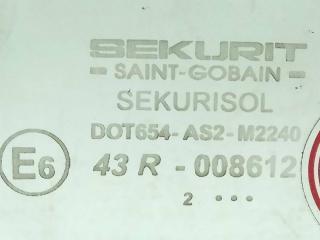 SEKURIT
- SAINT-GOBAIN -
SEKURISOL
DOT654-AS2-M2240
E6 43 R - 008612
2 •••